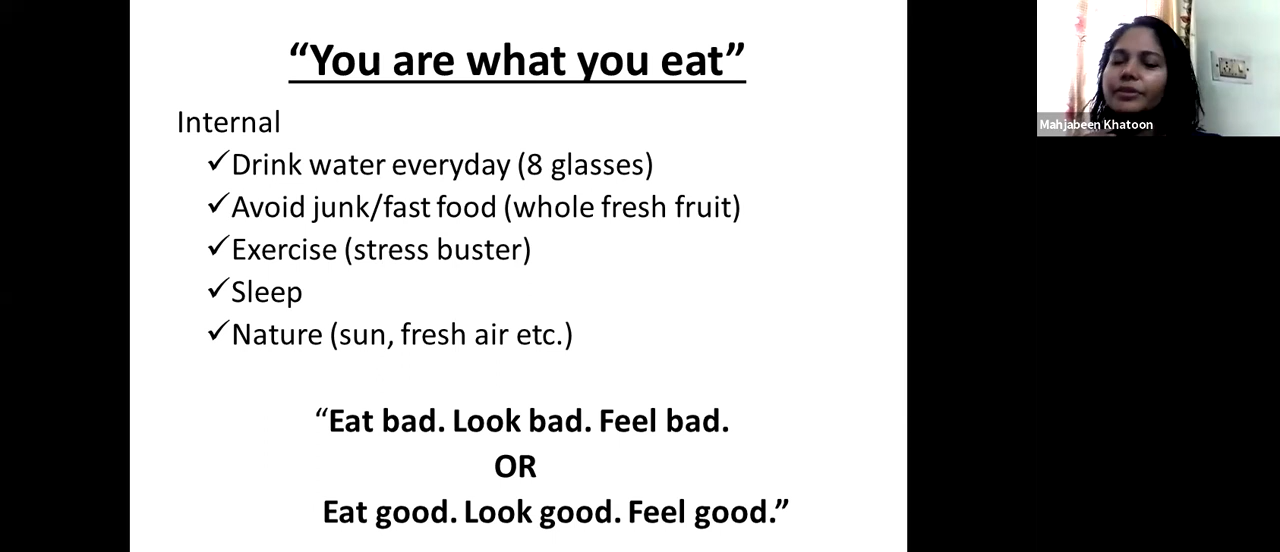 “You are what you eat”
Internal
✓Drink water everyday (8 glasses)
✓Avoid junk/fast food (whole fresh fruit)
✓Exercise (stress buster)
✓Sleep
✓Nature (sun, fresh air etc.)
“Eat bad. Look bad. Feel bad.
OR
Eat good. Look good. Feel good.”
Mahjabeen Khatoon